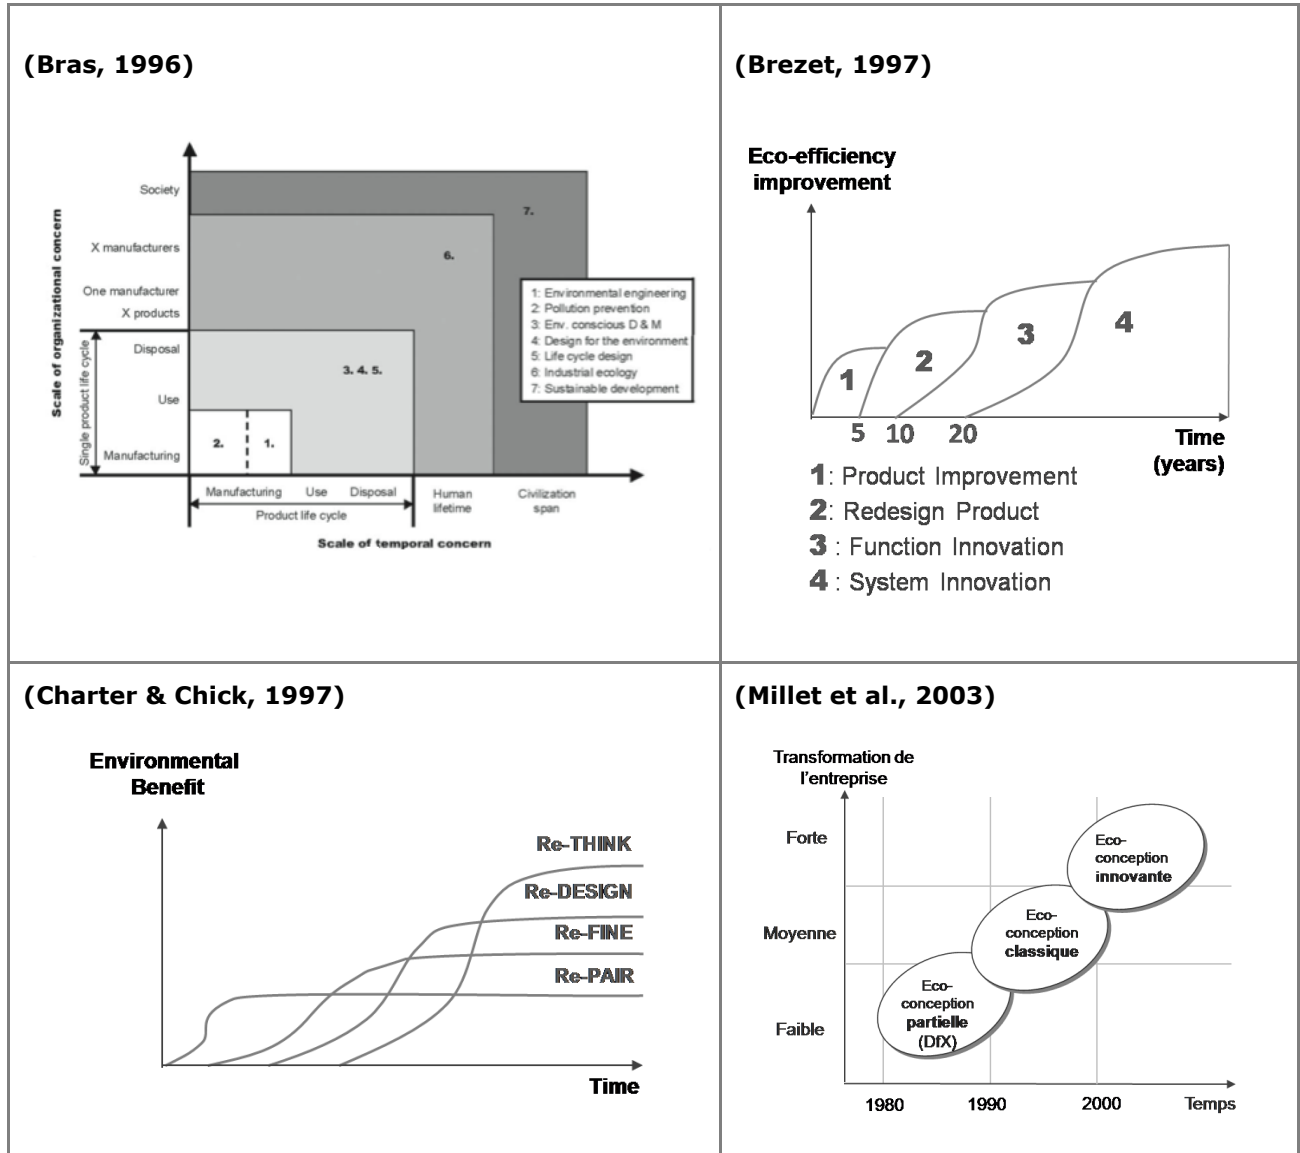 (Bras, 1996)
Society
X manufacturers
One manufacturer
X products
Disposal
Use
Manufacturing
Scale of organizational concern
Single product life cycle
7.
6.
3. 4. 5.
2.
1.
1: Environmental engineering
2: Pollution prevention
3: Env. conscious D & M
4: Design for the environment
5: Life cycle design
6: Industrial ecology
7: Sustainable development
Manufacturing Use Disposal
Product life cycle
Human
lifetime
Civilization
span
Scale of temporal concern
(Brezet, 1997)
Eco-efficiency
improvement
1
2
3
4
5 10 20
Time
(years)
1: Product Improvement
2: Redesign Product
3 : Function Innovation
4 : System Innovation
(Charter & Chick, 1997)
Environmental
Benefit
Re-THINK
Re-DESIGN
Re-FINE
Re-PAIR
Time
(Millet et al., 2003)
Transformation de
l'entreprise
Forte
Moyenne
Faible
Eco-
conception
innovante
Eco-
conception
classique
Eco-
conception
partielle
(DfX)
1980 1990 2000 Temps